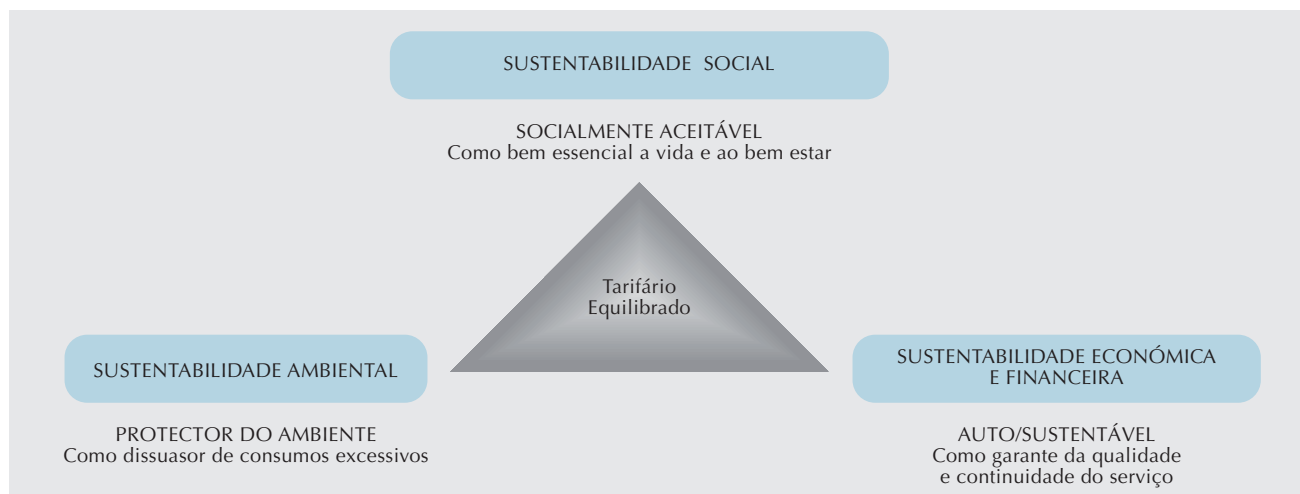 SUSTENTABILIDADE SOCIAL
SOCIALMENTE ACEITÁVEL
Como bem essencial a vida e ao bem estar
Tarifário
Equilibrado
SUSTENTABILIDADE AMBIENTAL
PROTECTOR DO AMBIENTE
Como dissuasor de consumos excessivos
SUSTENTABILIDADE ECONÓMICA
E FINANCEIRA
AUTO/SUSTENTÁVEL
Como garante da qualidade
e continuidade do serviço